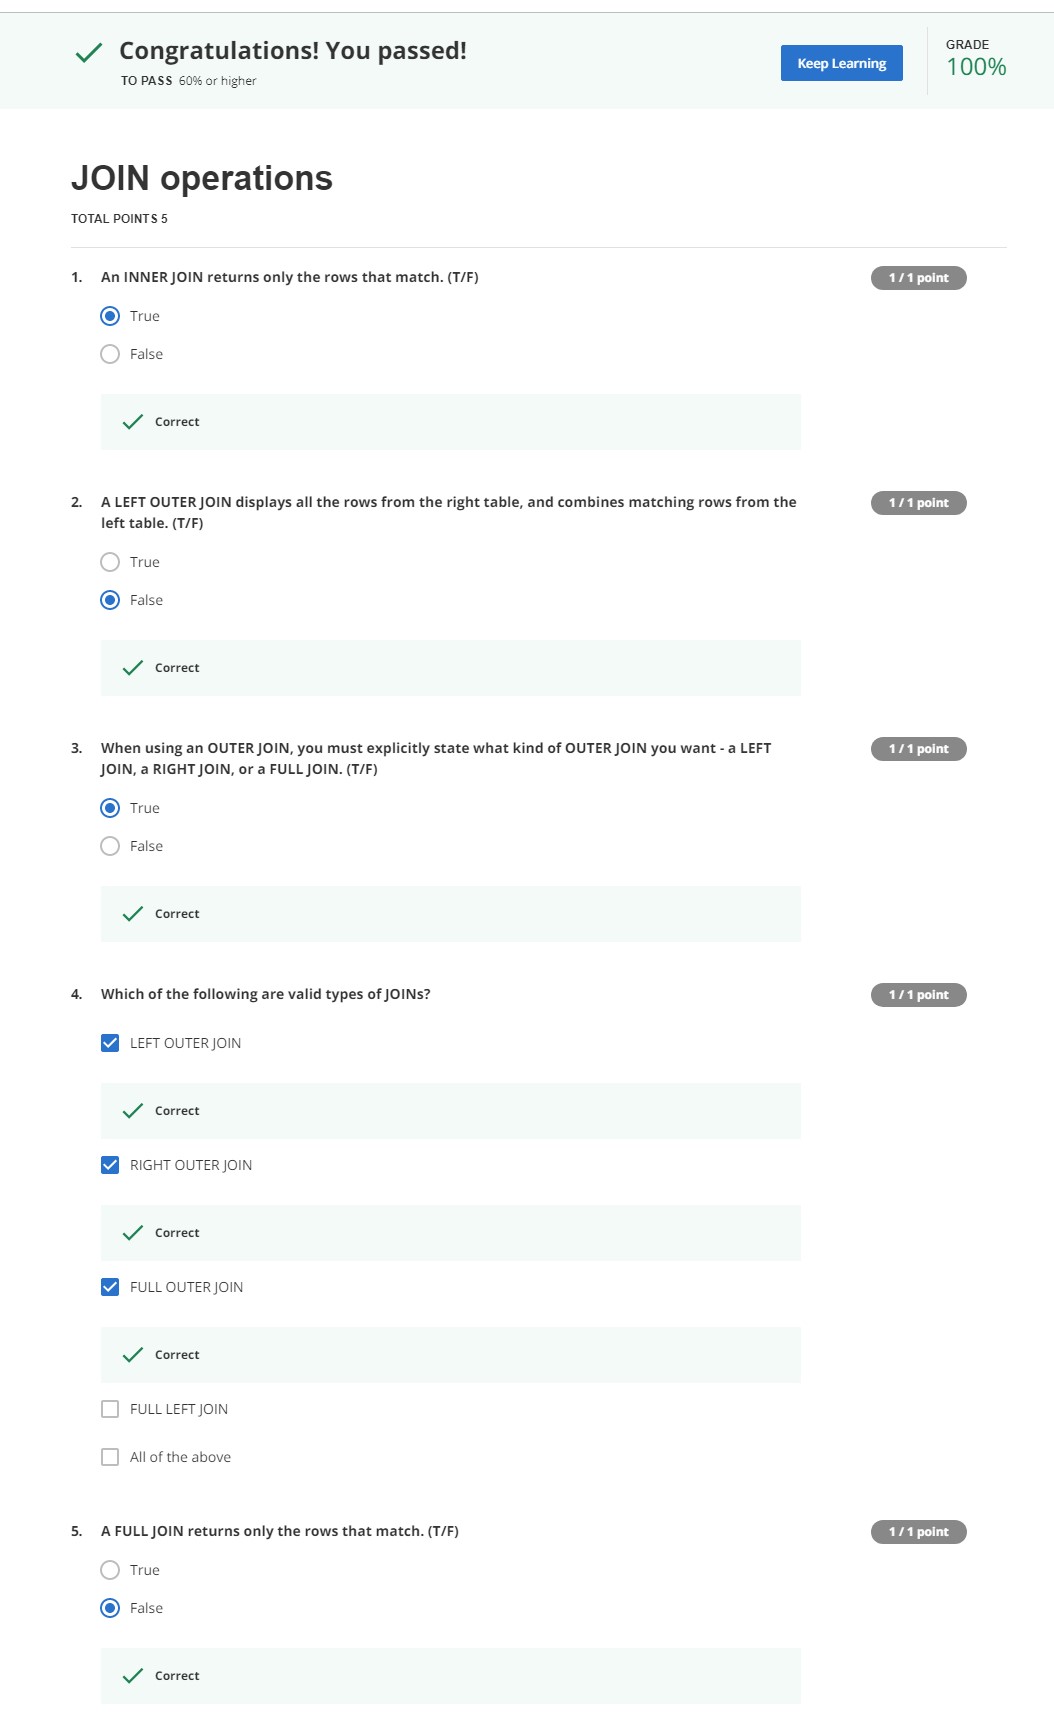 Congratulations! You passed!
TO PASS 60% or higher
Keep Learning
GRADE
100%
JOIN operations
TOTAL POINTS 5
1. An INNER JOIN returns only the rows that match. (T/F)
1 / 1 point
True
False
Correct
2. A LEFT OUTER JOIN displays all the rows from the right table, and combines matching rows from the
left table. (T/F)
1 / 1 point
True
False
Correct
3. When using an OUTER JOIN, you must explicitly state what kind of OUTER JOIN you want - a LEFT
JOIN, a RIGHT JOIN, or a FULL JOIN. (T/F)
1 / 1 point
True
False
Correct
4. Which of the following are valid types of JOINs?
1 / 1 point
LEFT OUTER JOIN
Correct
RIGHT OUTER JOIN
Correct
FULL OUTER JOIN
Correct
FULL LEFT JOIN
All of the above
5. A FULL JOIN returns only the rows that match. (T/F)
1 / 1 point
True
False
Correct